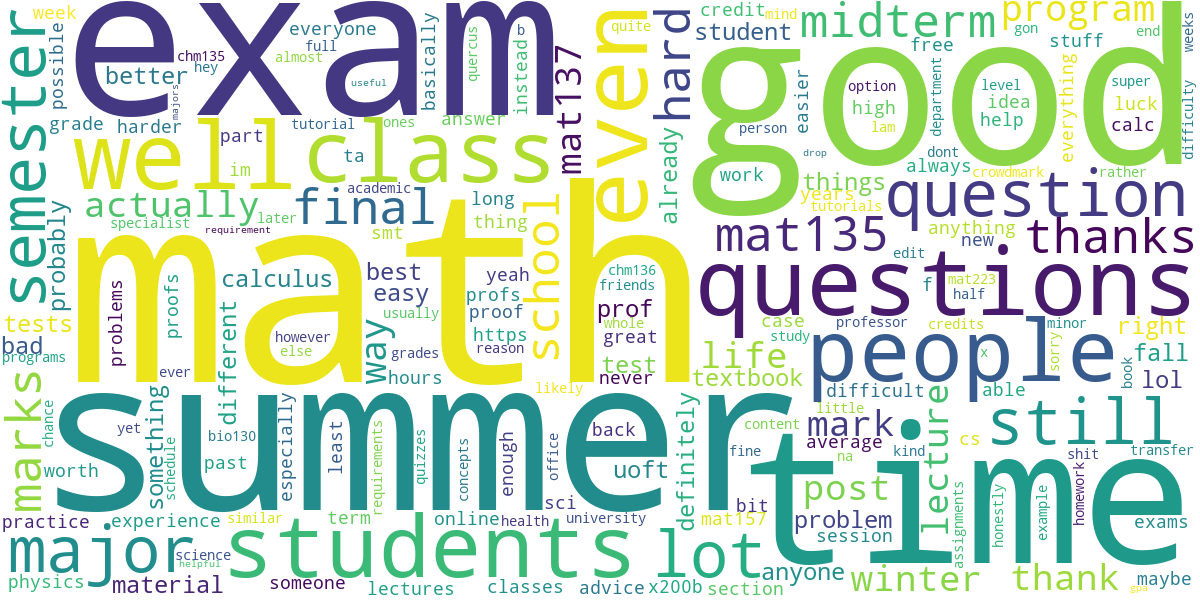 week
exam
everyone
full
b
chm135
hey
almost
possible
better
useful
majors
basically
quercus
instead
mat137
even
quite
hard
credit
mind
student
midterm
program
gon
end
free
stuff
weeks
good
option
level
super
high
idea
luck
help
calc
lam
easier
department
everything
difficulty
semester
grade
harder
part
tutorial
ones
answer
well
class
ta
im
person
dont
drop
already
work
always
crowdmark
rather
things
years
tutorials
question
actually
specialist
later
requirement
academic
final
smt
long
thing
school
probably
math
mat135
anything
new
thanks
edit
calculus
best
easy
yeah
profs
proof
https
reason
usually
chm136
friends
prof
whole
great
questions
f
mat223
half
tests
bad
programs
problems
proofs
different
however
else
way
grades
hours
test
never
likely
case
study
professor
credits
x
minor
sorry
book
right
fall
lol
life
textbook
people
difficult
able
marks
chance
ever
something
schedule
yet
bio130
past
worth
summer
especially
least
requirements
quizzes
concepts
enough
office
back
uoft
sci
definitely
little
content
mark
average
na
kind
fine
lecture
cs
still
shit
transfer
time
practice
experience
similar
term
online
health
university
bit
mat157
post
problem
session
assignments
honestly
example
homework
exams
major
science
helpful
students
lot
anyone
physics
material
someone
lectures
classes
advice
x200b
section
winter
thank
maybe
gpa